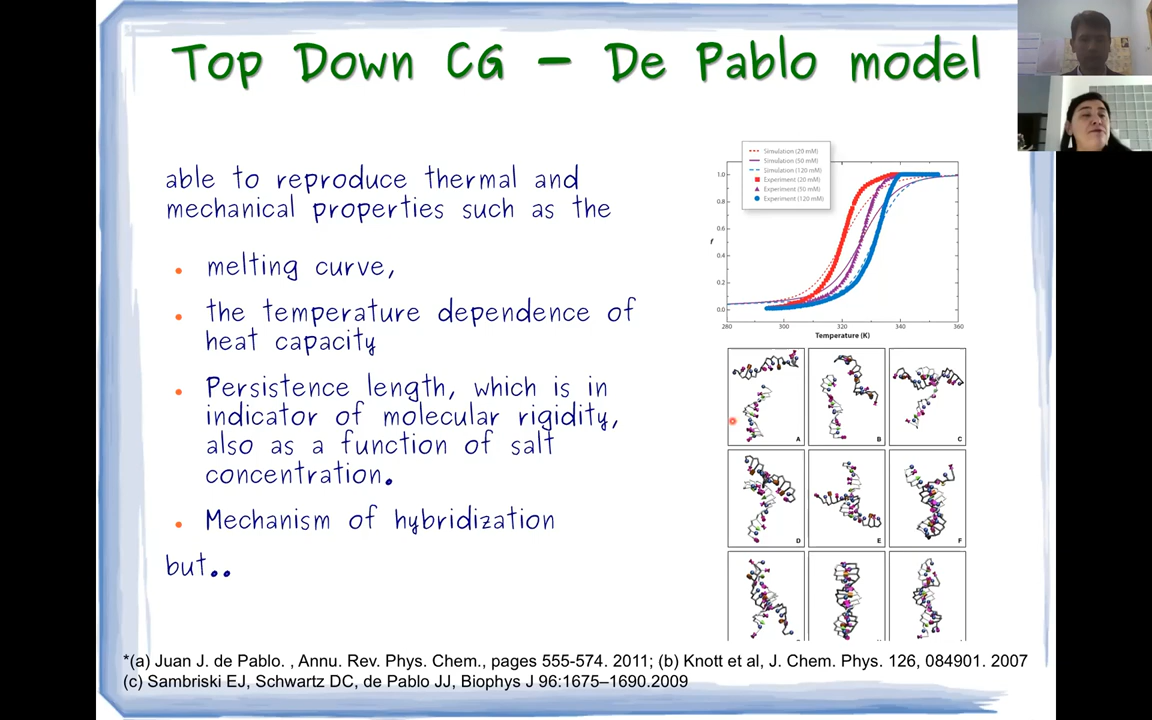 Top Down CG – De Pablo model
able to reproduce thermal and
mechanical properties such as the
• melting curve,
• the temperature dependence of
heat capacity
• Persistence length, which is in
indicator of molecular rigidity,
also as a function of salt
concentration.
• Mechanism of hybridization
but..
Simulation (20 mM)
Simulation (50 mM)
Simulation (120 mM)
Experiment (20 mM)
Experiment (50 mM)
Experiment (120 mM)
1.0
0.8
0.6
f
0.4
0.2
0.0
280 300 320 340 360
Temperature (K)
A B C
D E F
*(a) Juan J. de Pablo. , Annu. Rev. Phys. Chem., pages 555-574. 2011; (b) Knott et al, J. Chem. Phys. 126, 084901. 2007
(c) Sambriski EJ, Schwartz DC, de Pablo JJ, Biophys J 96:1675–1690.2009